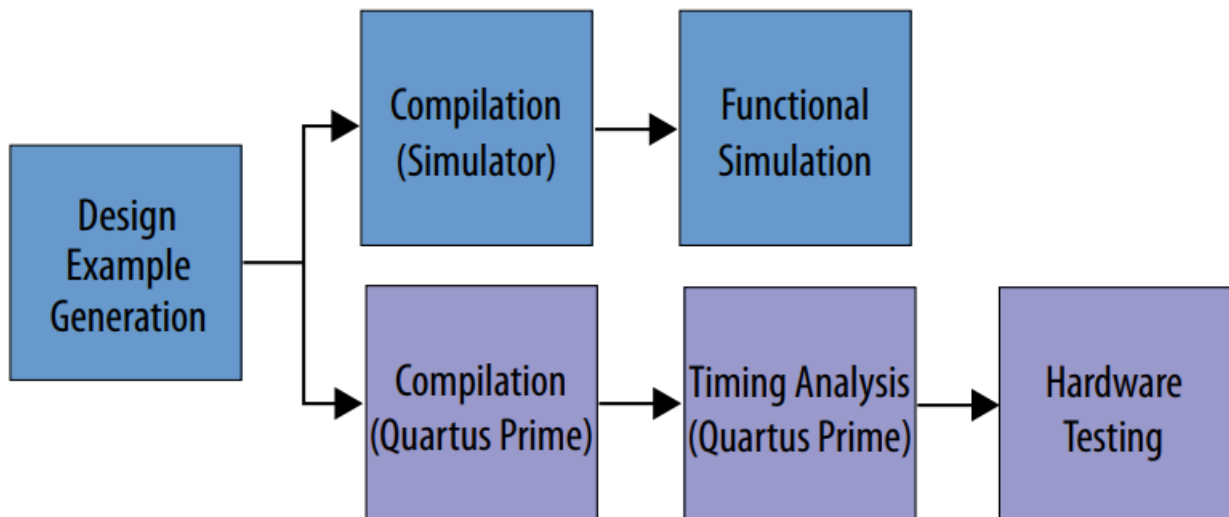 Design
Example
Generation
Compilation
(Simulator)
Functional
Simulation
Compilation
(Quartus Prime)
Timing Analysis
(Quartus Prime)
Hardware
Testing